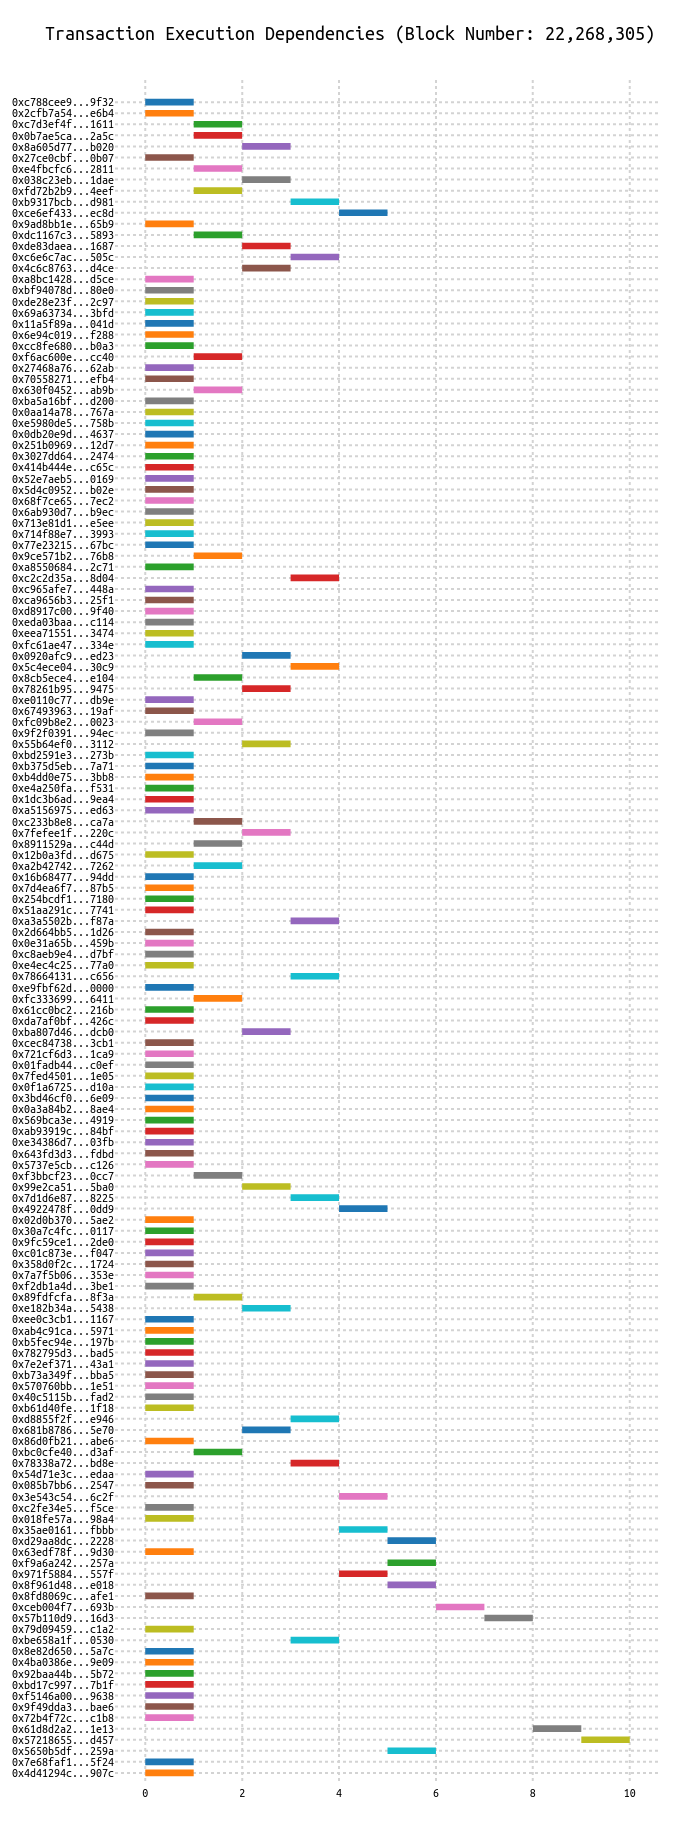 Transaction Execution Dependencies (Block Number: 22,268,305)
0xc788cee9...9f32
0x2cfb7a54...e6b4
0xc7d3ef4f...1611
0x0b7ae5ca...2a5c
0x8a605d77...b020
0x27ce0cbf...0b07
0xe4fbcfc6...2811
0x038c23eb...1dae
0xfd72b2b9...4eef
0xb9317bcb...d981
0xce6ef433...ec8d
0x9ad8bb1e...65b9
0xdc1167c3...5893
0xde83daea...1687
0xc6e6c7ac...505c
0x4c6c8763...d4ce
0xa8bc1428...d5ce
0xbf94078d...80e0
0xde28e23f...2c97
0x69a63734...3bfd
0x11a5f89a...041d
0x6e94c019...f288
0xcc8fe680...b0a3
0xf6ac600e...cc40
0x27468a76...62ab
0x70558271...efb4
0x630f0452...ab9b
0xba5a16bf...d200
0x0aa14a78...767a
0xe5980de5...758b
0x0db20e9d...4637
0x251b0969...12d7
0x3027dd64...2474
0x414b444e...c65c
0x52e7aeb5...0169
0x5d4c0952...b02e
0x68f7ce65...7ec2
0x6ab930d7...b9ec
0x713e81d1...e5ee
0x714f88e7...3993
0x77e23215...67bc
0x9ce571b2...76b8
0xa8550684...2c71
0xc2c2d35a...8d04
0xc965afe7...448a
0xca9656b3...25f1
0xd8917c00...9f40
0xeda03baa...c114
0xeea71551...3474
0xfc61ae47...334e
0x0920afc9...ed23
0x5c4ece04...30c9
0x8cb5ece4...e104
0x78261b95...9475
0xe0110c77...db9e
0x67493963...19af
0xfc09b8e2...0023
0x9f2f0391...94ec
0x55b64ef0...3112
0xbd2591e3...273b
0xb375d5eb...7a71
0xb4dd0e75...3bb8
0xe4a250fa...f531
0x1dc3b6ad...9ea4
0xa5156975...ed63
0xc233b8e8...ca7a
0x7fefee1f...220c
0x8911529a...c44d
0x12b0a3fd...d675
0xa2b42742...7262
0x16b68477...94dd
0x7d4ea6f7...87b5
0x254bcdf1...7180
0x51aa291c...7741
0xa3a5502b...f87a
0x2d664bb5...1d26
0x0e31a65b...459b
0xc8aeb9e4...d7bf
0xe4ec4c25...77a0
0x78664131...c656
0xe9fbf62d...0000
0xfc333699...6411
0x61cc0bc2...216b
0xda7af0bf...426c
0xba807d46...dcb0
0xcec84738...3cb1
0x721cf6d3...1ca9
0x01fadb44...c0ef
0x7fed4501...1e05
0x0f1a6725...d10a
0x3bd46cf0...6e09
0x0a3a84b2...8ae4
0x569bca3e...4919
0xab93919c...84bf
0xe34386d7...03fb
0x643fd3d3...fdbd
0x5737e5cb...c126
0xf3bbcf23...0cc7
0x99e2ca51...5ba0
0x7d1d6e87...8225
0x4922478f...0dd9
0x02d0b370...5ae2
0x30a7c4fc...0117
0x9fc59ce1...2de0
0xc01c873e...f047
0x358d0f2c...1724
0x7a7f5b06...353e
0xf2db1a4d...3be1
0x89fdfcfa...8f3a
0xe182b34a...5438
0xee0c3cb1...1167
0xab4c91ca...5971
0xb5fec94e...197b
0x782795d3...bad5
0x7e2ef371...43a1
0xb73a349f...bba5
0x570760bb...1e51
0x40c5115b...fad2
0xb61d40fe...1f18
0xd8855f2f...e946
0x681b8786...5e70
0x86d0fb21...abe6
0xbc0cfe40...d3af
0x78338a72...bd8e
0x54d71e3c...edaa
0x085b7bb6...2547
0x3e543c54...6c2f
0xc2fe34e5...f5ce
0x018fe57a...98a4
0x35ae0161...fbbb
0xd29aa8dc...2228
0x63edf78f...9d30
0xf9a6a242...257a
0x971f5884...557f
0x8f961d48...e018
0x8fd8069c...afe1
0xceb004f7...693b
0x57b110d9...16d3
0x79d09459...c1a2
0xbe658a1f...0530
0x8e82d650...5a7c
0x4ba0386e...9e09
0x92baa44b...5b72
0xbd17c997...7b1f
0xf5146a00...9638
0x9f49dda3...bae6
0x72b4f72c...c1b8
0x61d8d2a2...1e13
0x57218655...d457
0x5650b5df...259a
0x7e68faf1...5f24
0x4d41294c...907c
0 2 4 6 8 10